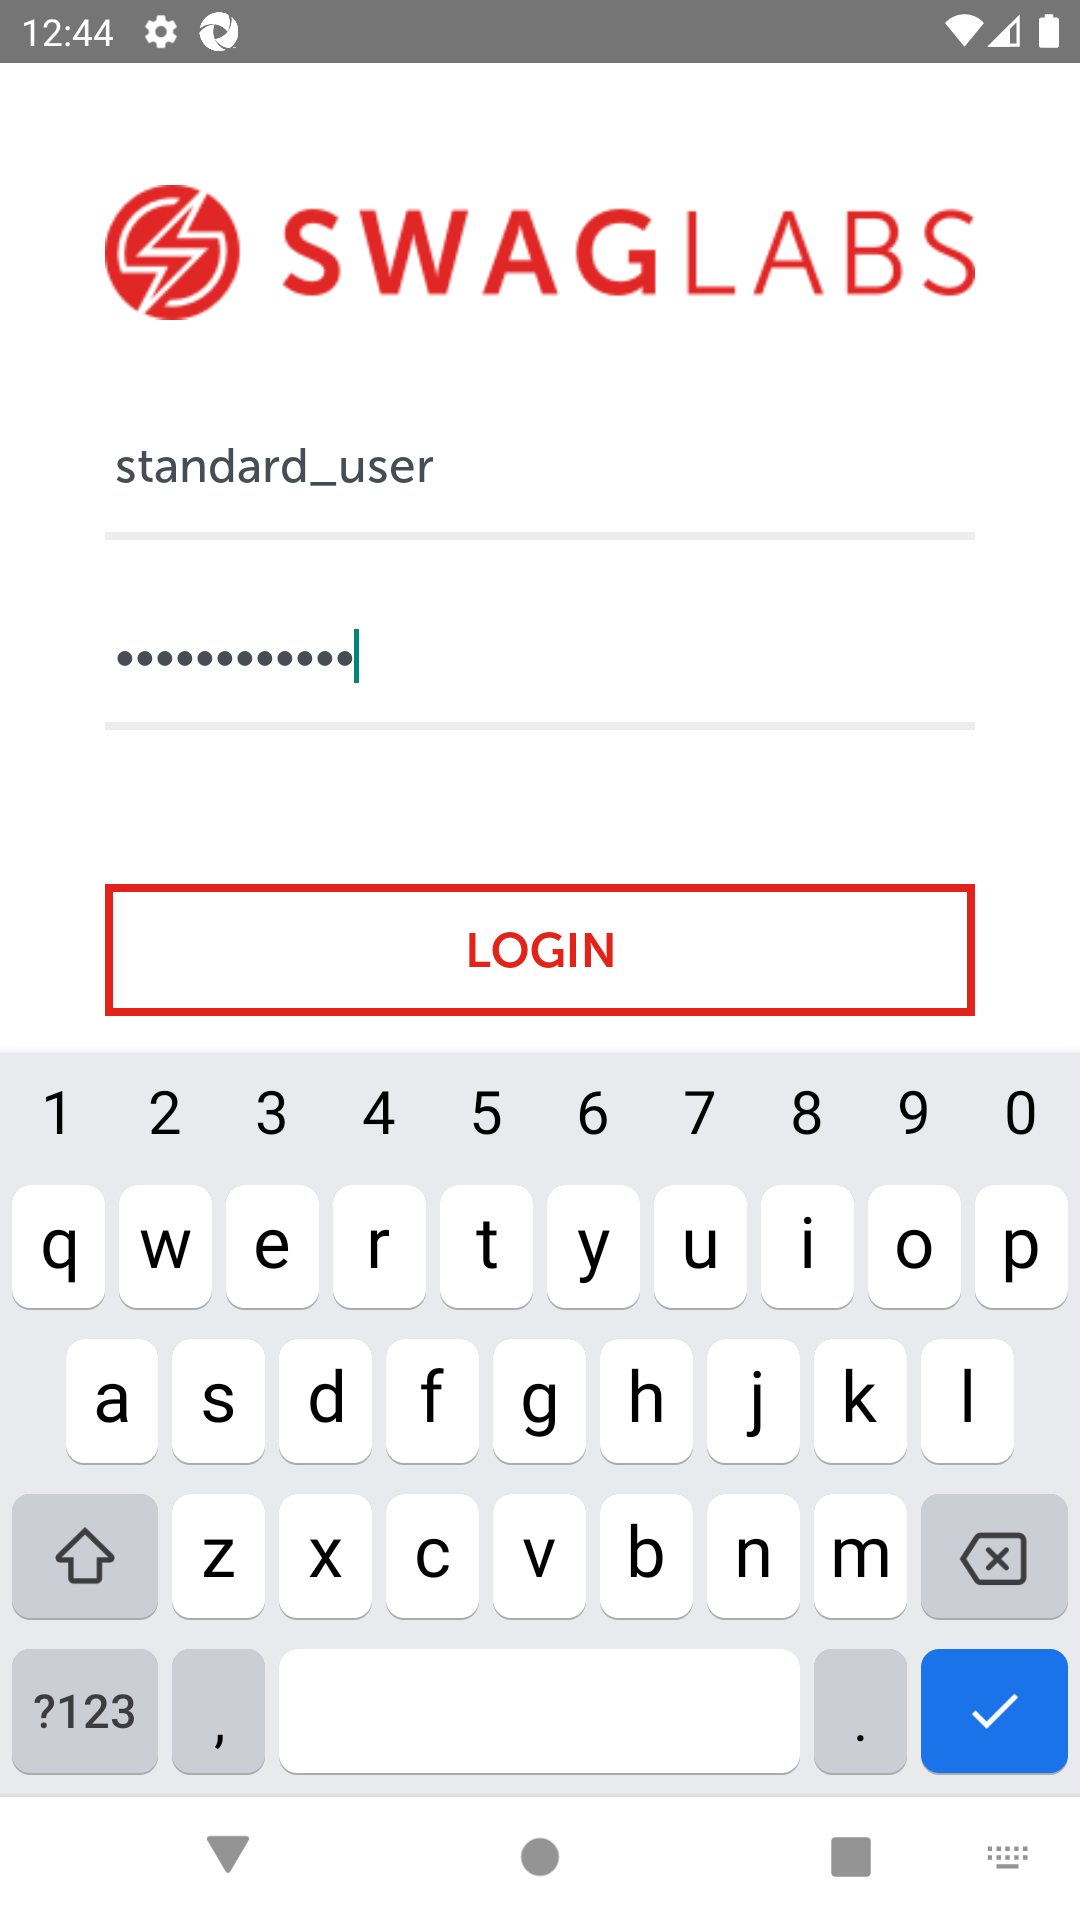 12:44
SWAGLABS
standard_user
••••••••••••
LOGIN
1 2 3 4 5 6 7 8 9 0
q w e r t y u i o p
a s d f g h j k l
z x c v b n m
?123 , .